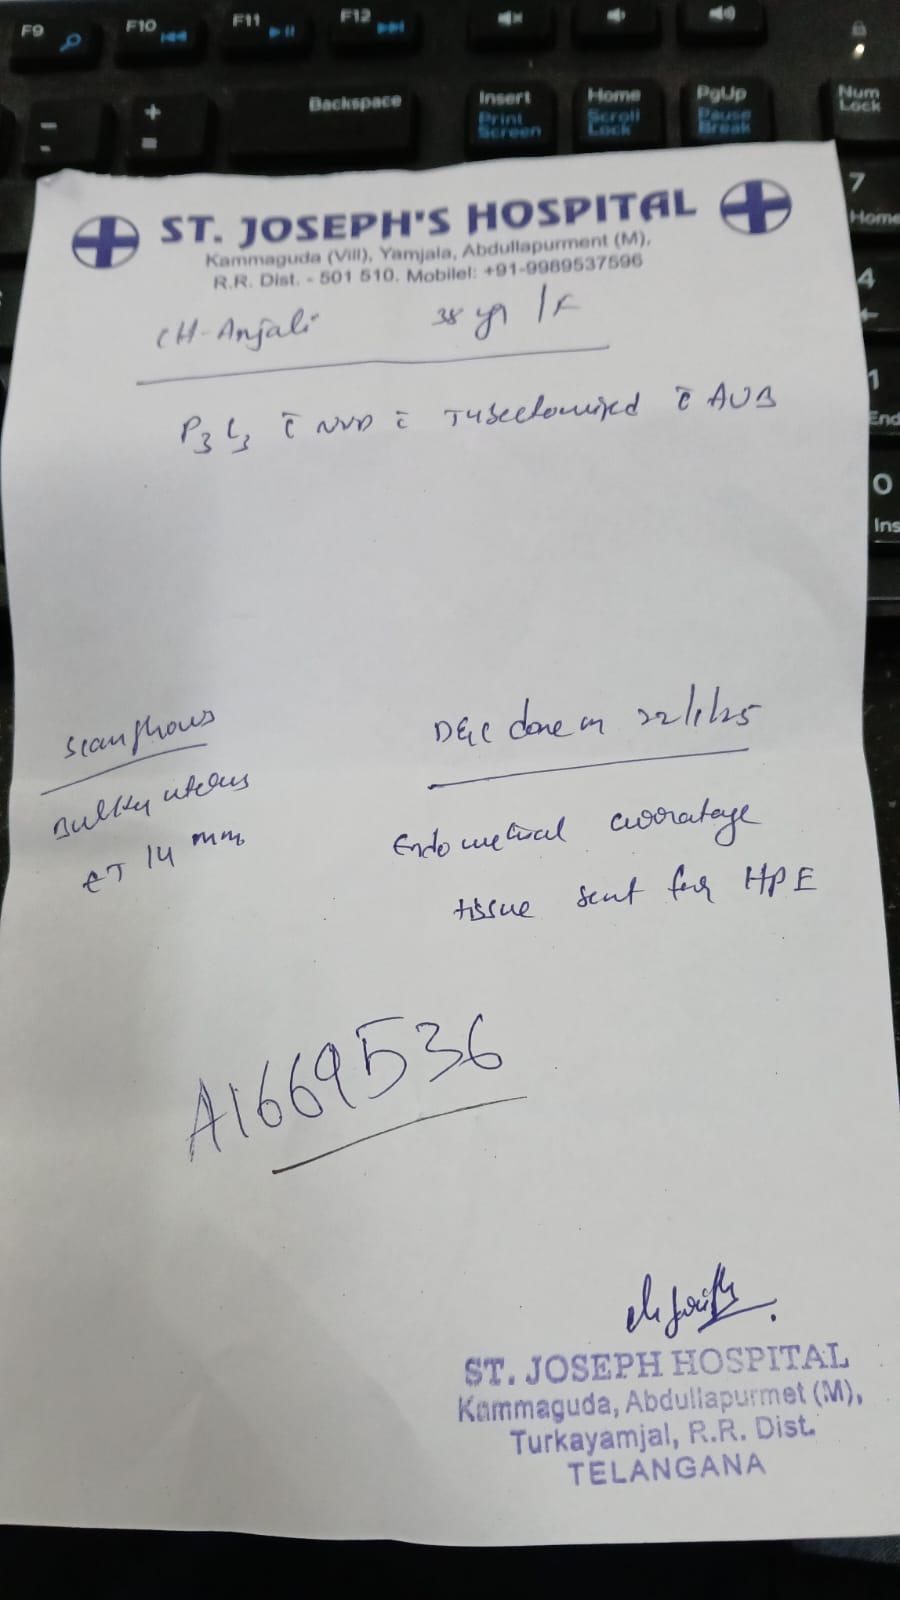 F9
F10
F11
F12
Backspace
Insert
Print
Screen
Home
Scroll
Lock
PgUp
Pause
Break
Num
Lock
7
Home
4
1
End
0
Ins
ST. JOSEPH'S HOSPITAL
Kammaguda (Vill), Yamjala, Abdullapurment (M),
R.R. Dist. - 501 510. Mobilel: +91-9989537596
CH-Anjali 38 yr /F
P3 L3 c̄ NVD c̄ Tubectomized c̄ AUB
Scan shows
Bulky uterus
ET 14 mm
D&C done on 22/1/25
Endometrial curratage
tissue sent for HPE
A1669536
ST. JOSEPH HOSPITAL
Kammaguda, Abdullapurmet (M),
Turkayamjal, R.R. Dist.
TELANGANA